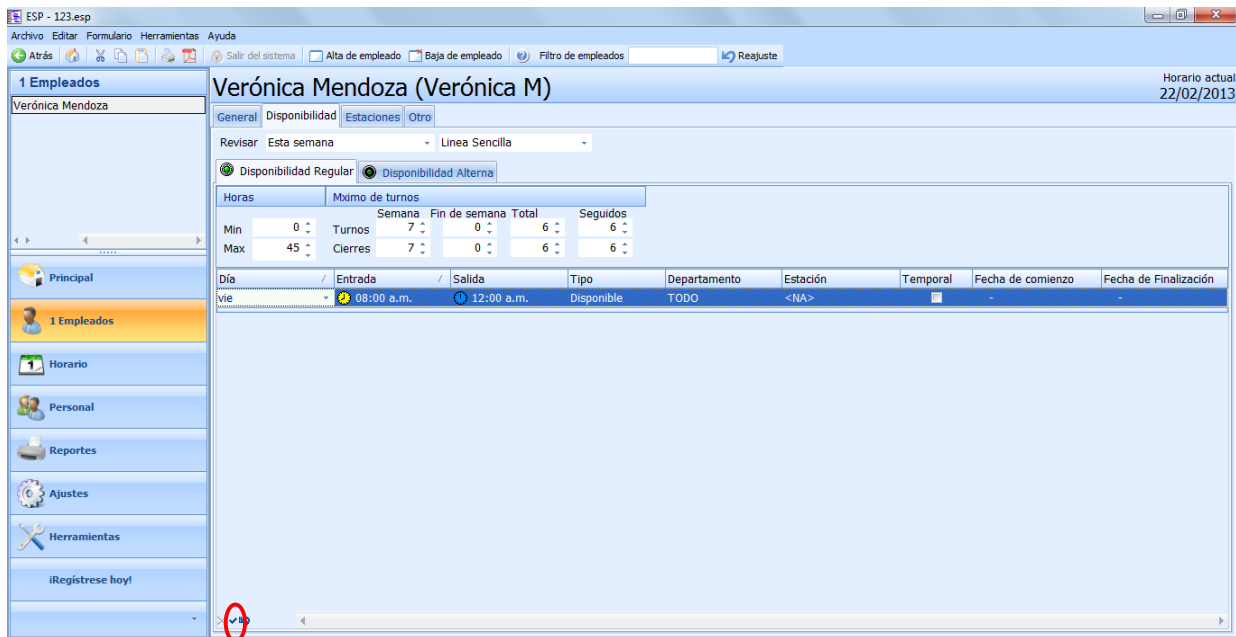 ESP - 123.esp
Archivo Editar Formulario Herramientas Ayuda
Atrás Salir del sistema Alta de empleado Baja de empleado Filtro de empleados Reajuste
1 Empleados
Verónica Mendoza
Verónica Mendoza (Verónica M)
Horario actual
22/02/2013
General Disponibilidad Estaciones Otro
Revisar Esta semana Linea Sencilla
Disponibilidad Regular Disponibilidad Alterna
Horas Mximo de turnos
Semana Fin de semana Total Seguidos
Min 0 Turnos 7 0 6 6
Max 45 Cierres 7 0 6 6
Día Entrada Salida Tipo Departamento Estación Temporal Fecha de comienzo Fecha de Finalización
vie 08:00 a.m. 12:00 a.m. Disponible TODO <NA> - -
Principal
1 Empleados
1 Horario
Personal
Reportes
Ajustes
Herramientas
¡Regístrese hoy!